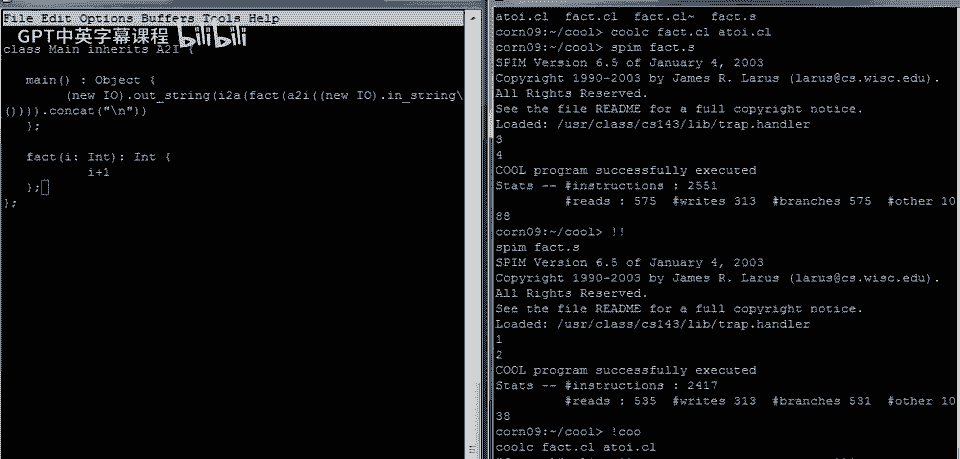 File Edit Options Buffers Tools Help
GPT中英字幕课程 bilibili
class Main inherits A2I {
main() : Object {
(new IO).out_string(i2a(fact(a2i((new IO).in_string\
()))).concat("\n"))
};
fact(i: Int): Int {
i+1
};
};
atoi.cl fact.cl fact.cl~ fact.s
corn09:~/cool> coolc fact.cl atoi.cl
corn09:~/cool> spim fact.s
SPIM Version 6.5 of January 4, 2003
Copyright 1990-2003 by James R. Larus (larus@cs.wisc.edu).
All Rights Reserved.
See the file README for a full copyright notice.
Loaded: /usr/class/cs143/lib/trap.handler
3
4
COOL program successfully executed
Stats -- #instructions : 2551
#reads : 575 #writes 313 #branches 575 #other 10
88
corn09:~/cool> !!
spim fact.s
SPIM Version 6.5 of January 4, 2003
Copyright 1990-2003 by James R. Larus (larus@cs.wisc.edu).
All Rights Reserved.
See the file README for a full copyright notice.
Loaded: /usr/class/cs143/lib/trap.handler
1
2
COOL program successfully executed
Stats -- #instructions : 2417
#reads : 535 #writes 313 #branches 531 #other 10
38
corn09:~/cool> !coo
coolc fact.cl atoi.cl